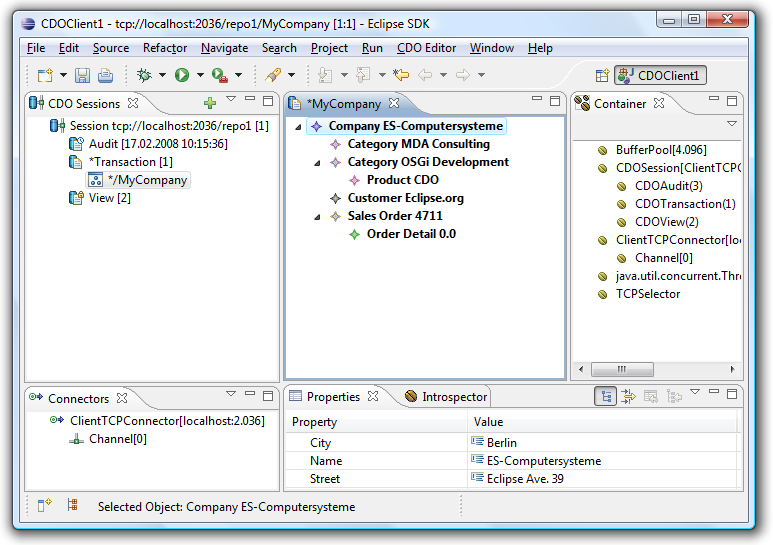 CDOClient1 - tcp://localhost:2036/repo1/MyCompany [1:1] - Eclipse SDK
File Edit Source Refactor Navigate Search Project Run CDO Editor Window Help
CDOClient1
CDO Sessions
Session tcp://localhost:2036/repo1 [1]
Audit [17.02.2008 10:15:36]
*Transaction [1]
*/MyCompany
View [2]
*MyCompany
Company ES-Computersysteme
Category MDA Consulting
Category OSGi Development
Product CDO
Customer Eclipse.org
Sales Order 4711
Order Detail 0.0
Container
BufferPool[4.096]
CDOSession[ClientTCPC
CDOAudit(3)
CDOTransaction(1)
CDOView(2)
ClientTCPConnector[loc
Channel[0]
java.util.concurrent.Thr
TCPSelector
Connectors
ClientTCPConnector[localhost:2.036]
Channel[0]
Properties Introspector
Property Value
City Berlin
Name ES-Computersysteme
Street Eclipse Ave. 39
Selected Object: Company ES-Computersysteme